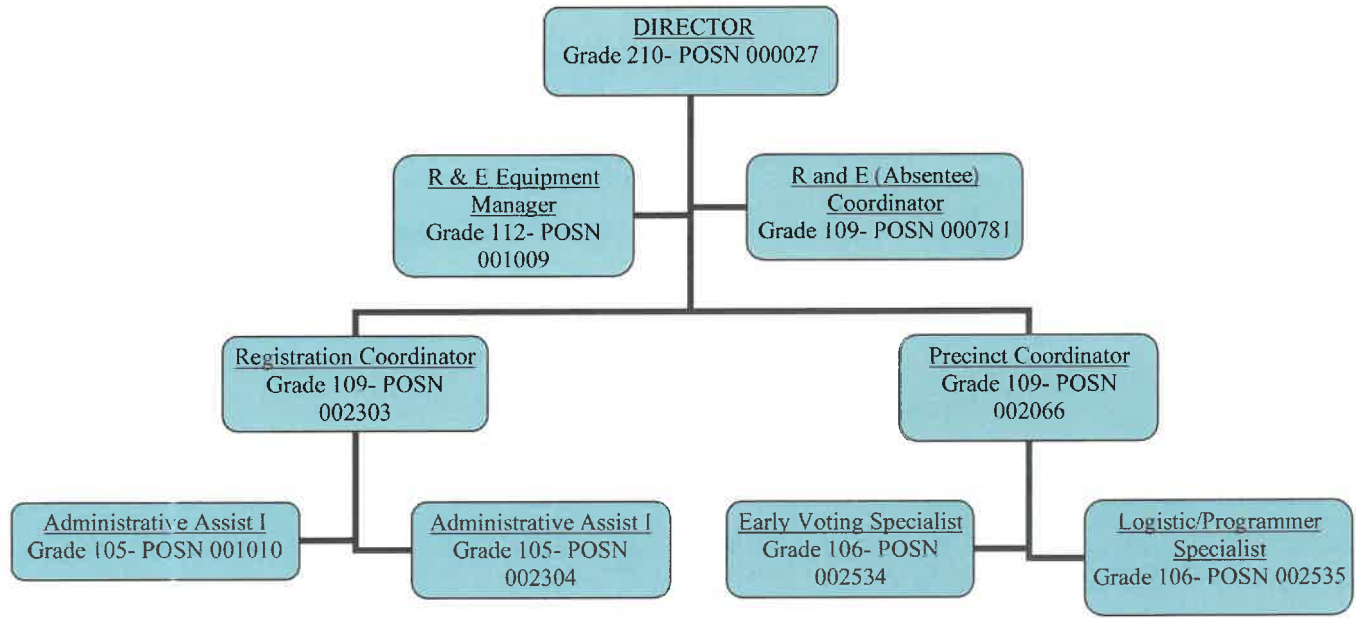 DIRECTOR
Grade 210- POSN 000027
R & E Equipment
Manager
Grade 112- POSN
001009
R and E (Absentee)
Coordinator
Grade 109- POSN 000781
Registration Coordinator
Grade 109- POSN
002303
Precinct Coordinator
Grade 109- POSN
002066
Administrative Assist I
Grade 105- POSN 001010
Administrative Assist I
Grade 105- POSN
002304
Early Voting Specialist
Grade 106- POSN
002534
Logistic/Programmer
Specialist
Grade 106- POSN 002535